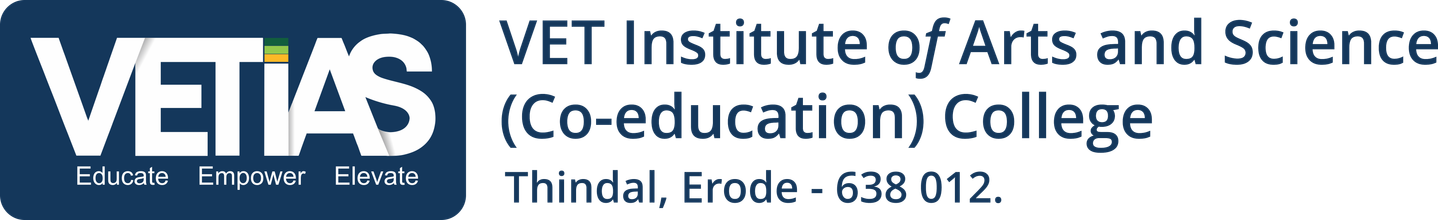 VETiAS
Educate Empower Elevate
VET Institute of Arts and Science
(Co-education) College
Thindal, Erode - 638 012.